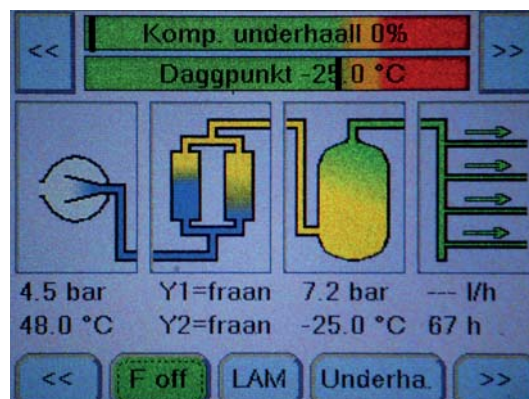 << Komp. underhaall 0% >>
Daggpunkt -25.0 °C
4.5 bar Y1=fraan 7.2 bar --- l/h
48.0 °C Y2=fraan -25.0 °C 67 h
<< F off LAM Underha. >>